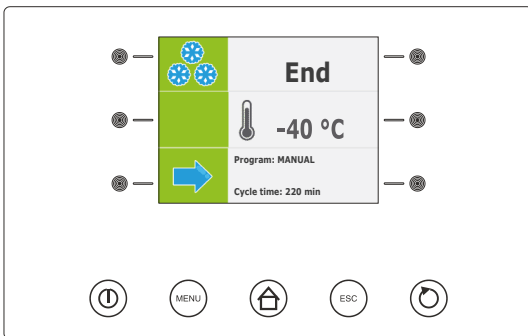 End
-40 °C
Program: MANUAL
Cycle time: 220 min
MENU
ESC